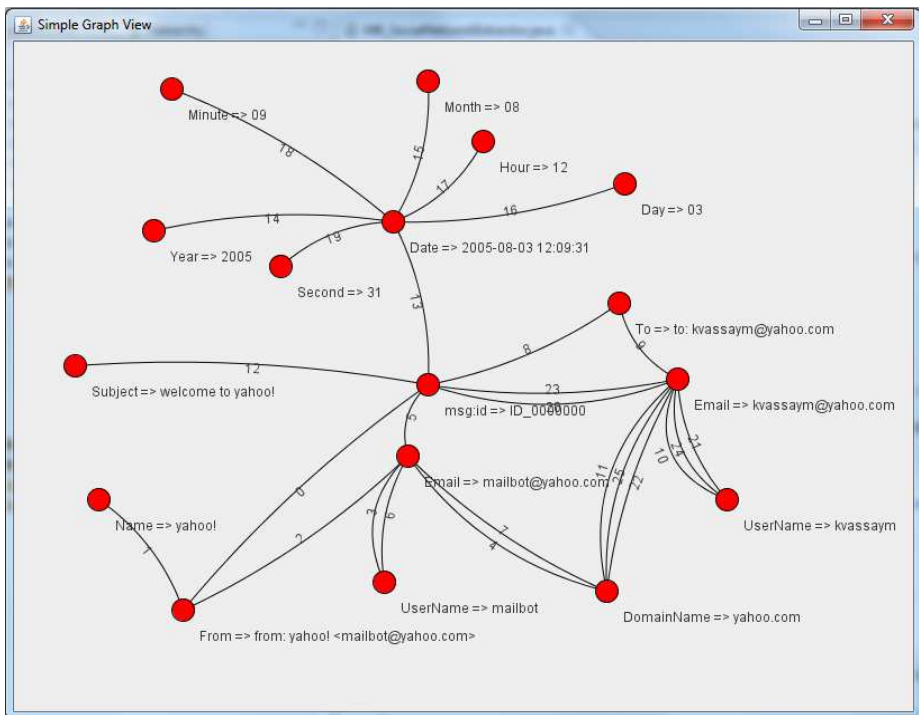 Simple Graph View
Minute => 09
Month => 08
18
15
Hour => 12
17
16
Day => 03
14
19
Year => 2005
Date => 2005-08-03 12:09:31
Second => 31
13
To => to: kvassaym@yahoo.com
8
9
12
23
Subject => welcome to yahoo!
msg:id => ID_0000000
Email => kvassaym@yahoo.com
5
21
24
10
11
25
22
Email => mailbot@yahoo.com
0
Name => yahoo!
3
6
7
UserName => kvassaym
2
4
1
UserName => mailbot
DomainName => yahoo.com
From => from: yahoo! <mailbot@yahoo.com>